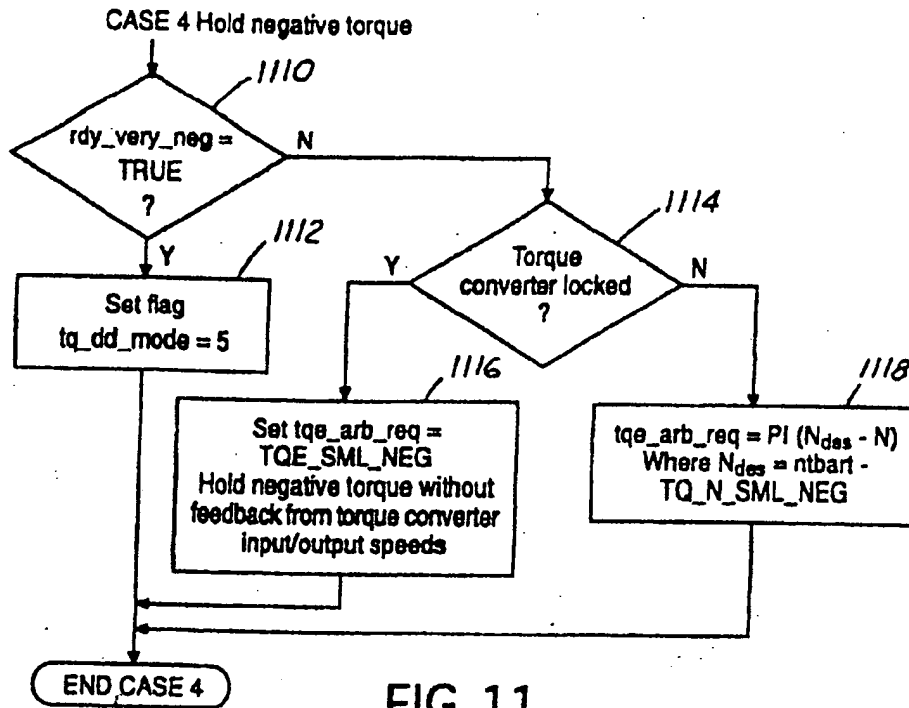 CASE 4 Hold negative torque
1110
rdy_very_neg =
TRUE
?
N
Y
1112
Set flag
tq_dd_mode = 5
1114
Torque
converter locked
?
Y
N
1116
Set tqe_arb_req =
TQE_SML_NEG
Hold negative torque without
feedback from torque converter
input/output speeds
1118
tqe_arb_req = PI (Ndes - N)
Where Ndes = ntbart -
TQ_N_SML_NEG
END CASE 4
FIG. 11